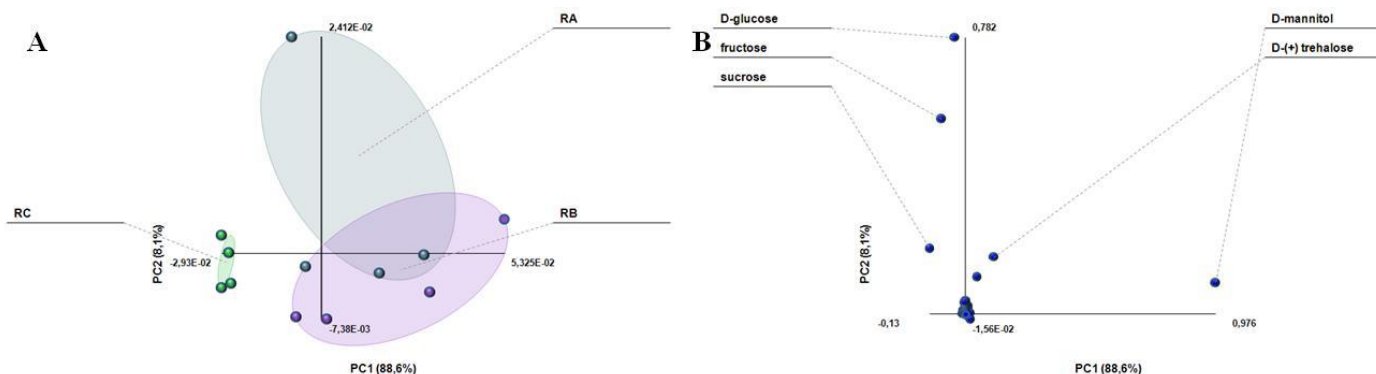 A
2,412E-02
RA
RC
RB
-2,93E-02
5,325E-02
-7,38E-03
PC2 (8,1%)
PC1 (88,6%)
B
D-glucose
0,782
D-mannitol
fructose
D-(+) trehalose
sucrose
PC2 (8,1%)
-0,13
-1,56E-02
0,976
PC1 (88,6%)